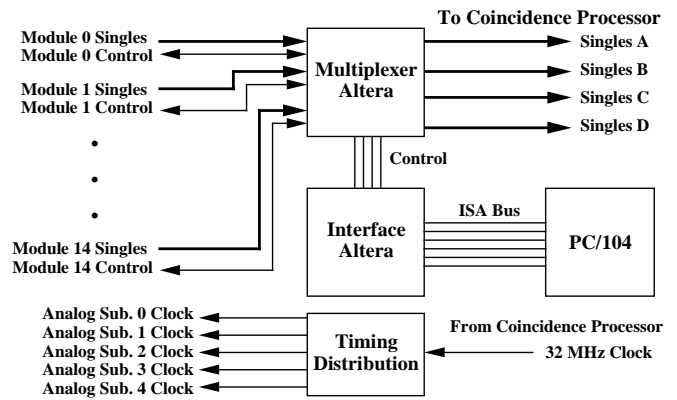 To Coincidence Processor
Module 0 Singles
Module 0 Control
Module 1 Singles
Module 1 Control
Module 14 Singles
Module 14 Control
Multiplexer
Altera
Singles A
Singles B
Singles C
Singles D
Control
Interface
Altera
ISA Bus
PC/104
Analog Sub. 0 Clock
Analog Sub. 1 Clock
Analog Sub. 2 Clock
Analog Sub. 3 Clock
Analog Sub. 4 Clock
Timing
Distribution
From Coincidence Processor
32 MHz Clock